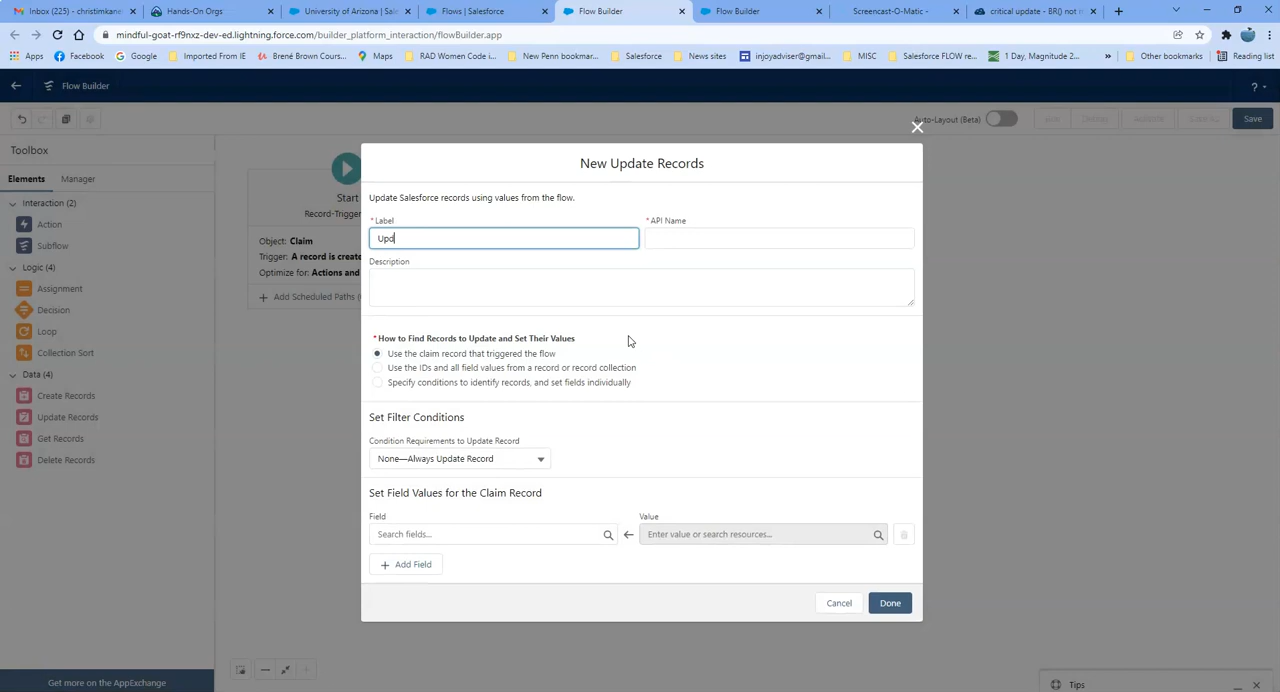 Inbox (225) - christimkane
Hands-On Orgs
University of Arizona | Sales
Flows | Salesforce
Flow Builder
Flow Builder
Screencast-O-Matic -
critical update - BR() not i
mindful-goat-rf9nxz-dev-ed.lightning.force.com/builder_platform_interaction/flowBuilder.app
Apps
Facebook
Google
Imported From IE
Brené Brown Cours...
Maps
RAD Women Code i...
New Penn bookmar...
Salesforce
News sites
injoyadviser@gmai...
MISC
Salesforce FLOW re...
1 Day, Magnitude 2...
»
Other bookmarks
Reading list
Flow Builder
?
Auto-Layout (Beta)
Save
Toolbox
Elements
Manager
Interaction (2)
Action
Subflow
Logic (4)
Assignment
Decision
Loop
Collection Sort
Data (4)
Create Records
Update Records
Get Records
Delete Records
Get more on the AppExchange
Start
Record-Trigger
Object: Claim
Trigger: A record is create
Optimize for: Actions and
Add Scheduled Paths (
New Update Records
Update Salesforce records using values from the flow.
* Label
* API Name
Upd
Description
* How to Find Records to Update and Set Their Values
Use the claim record that triggered the flow
Use the IDs and all field values from a record or record collection
Specify conditions to identify records, and set fields individually
Set Filter Conditions
Condition Requirements to Update Record
None—Always Update Record
Set Field Values for the Claim Record
Field
Value
Search fields...
Enter value or search resources...
+ Add Field
Cancel
Done
Tips